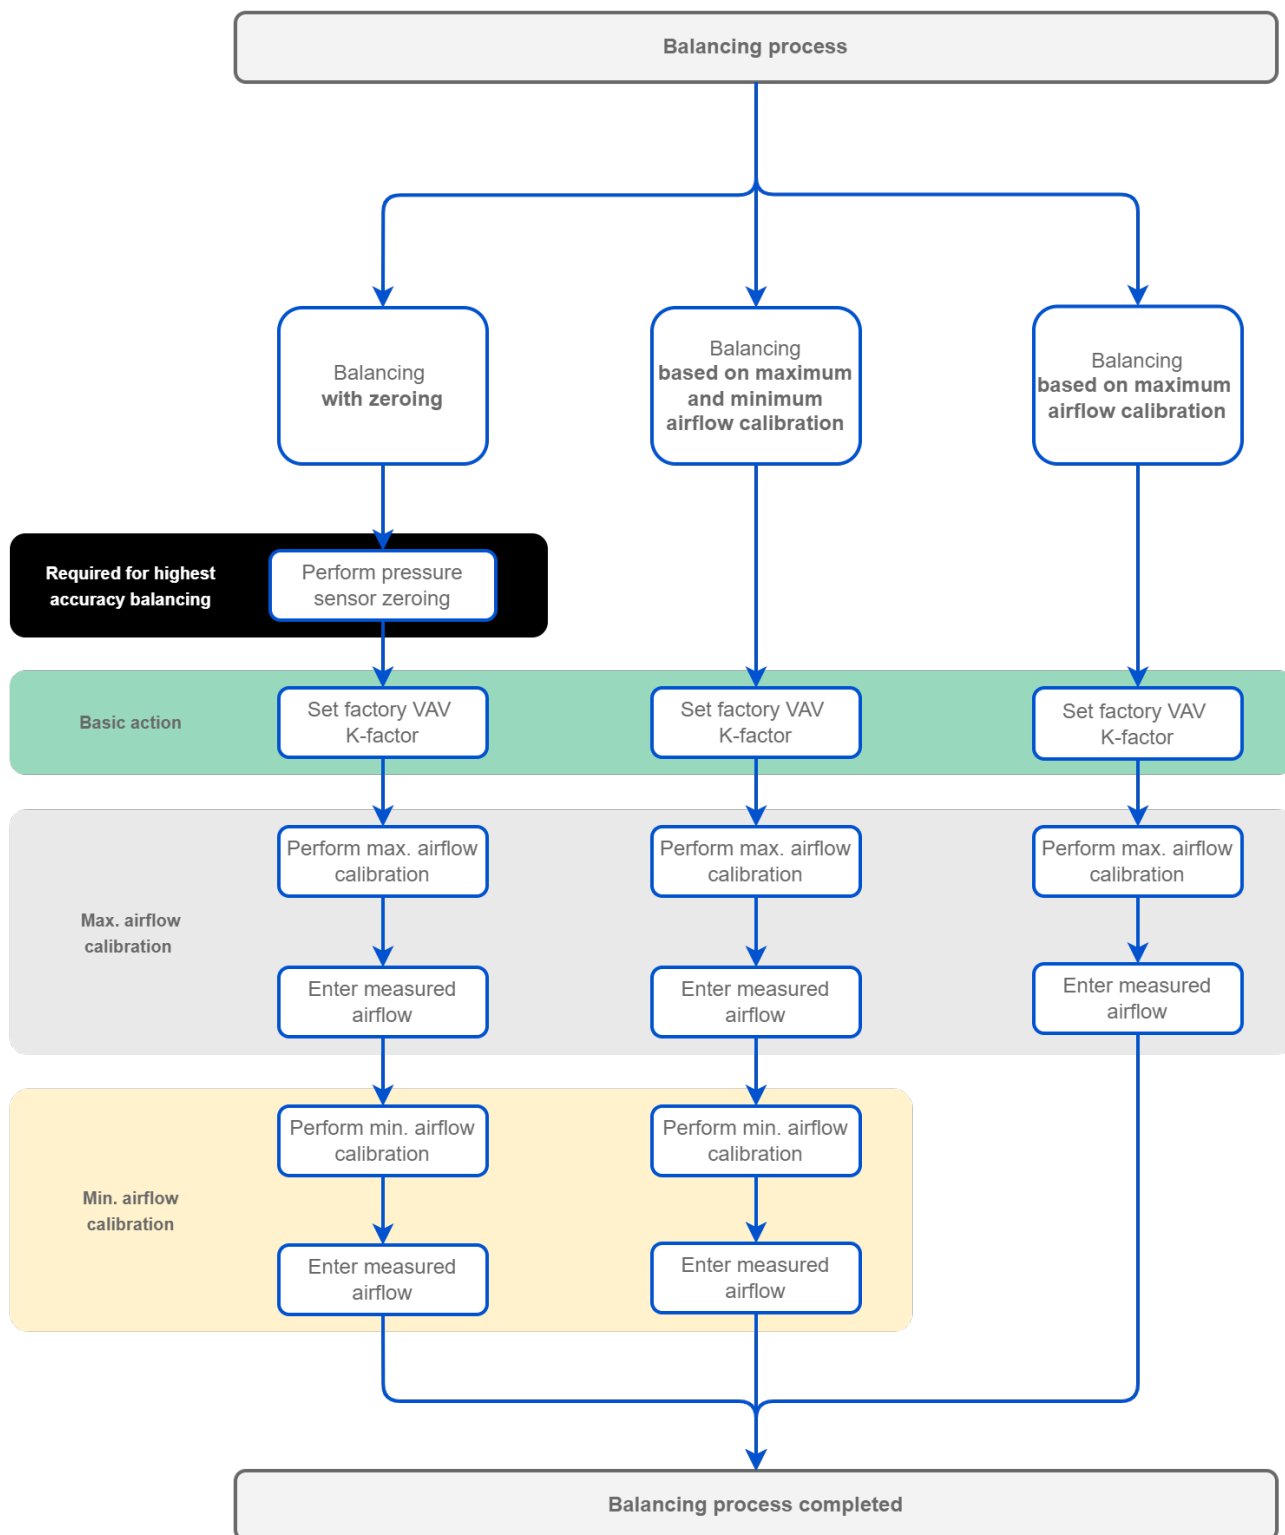 Balancing process
Balancing
with zeroing
Balancing
based on maximum
and minimum
airflow calibration
Balancing
based on maximum
airflow calibration
Required for highest
accuracy balancing
Perform pressure
sensor zeroing
Basic action
Set factory VAV
K-factor
Set factory VAV
K-factor
Set factory VAV
K-factor
Max. airflow
calibration
Perform max. airflow
calibration
Perform max. airflow
calibration
Perform max. airflow
calibration
Enter measured
airflow
Enter measured
airflow
Enter measured
airflow
Min. airflow
calibration
Perform min. airflow
calibration
Perform min. airflow
calibration
Enter measured
airflow
Enter measured
airflow
Balancing process completed